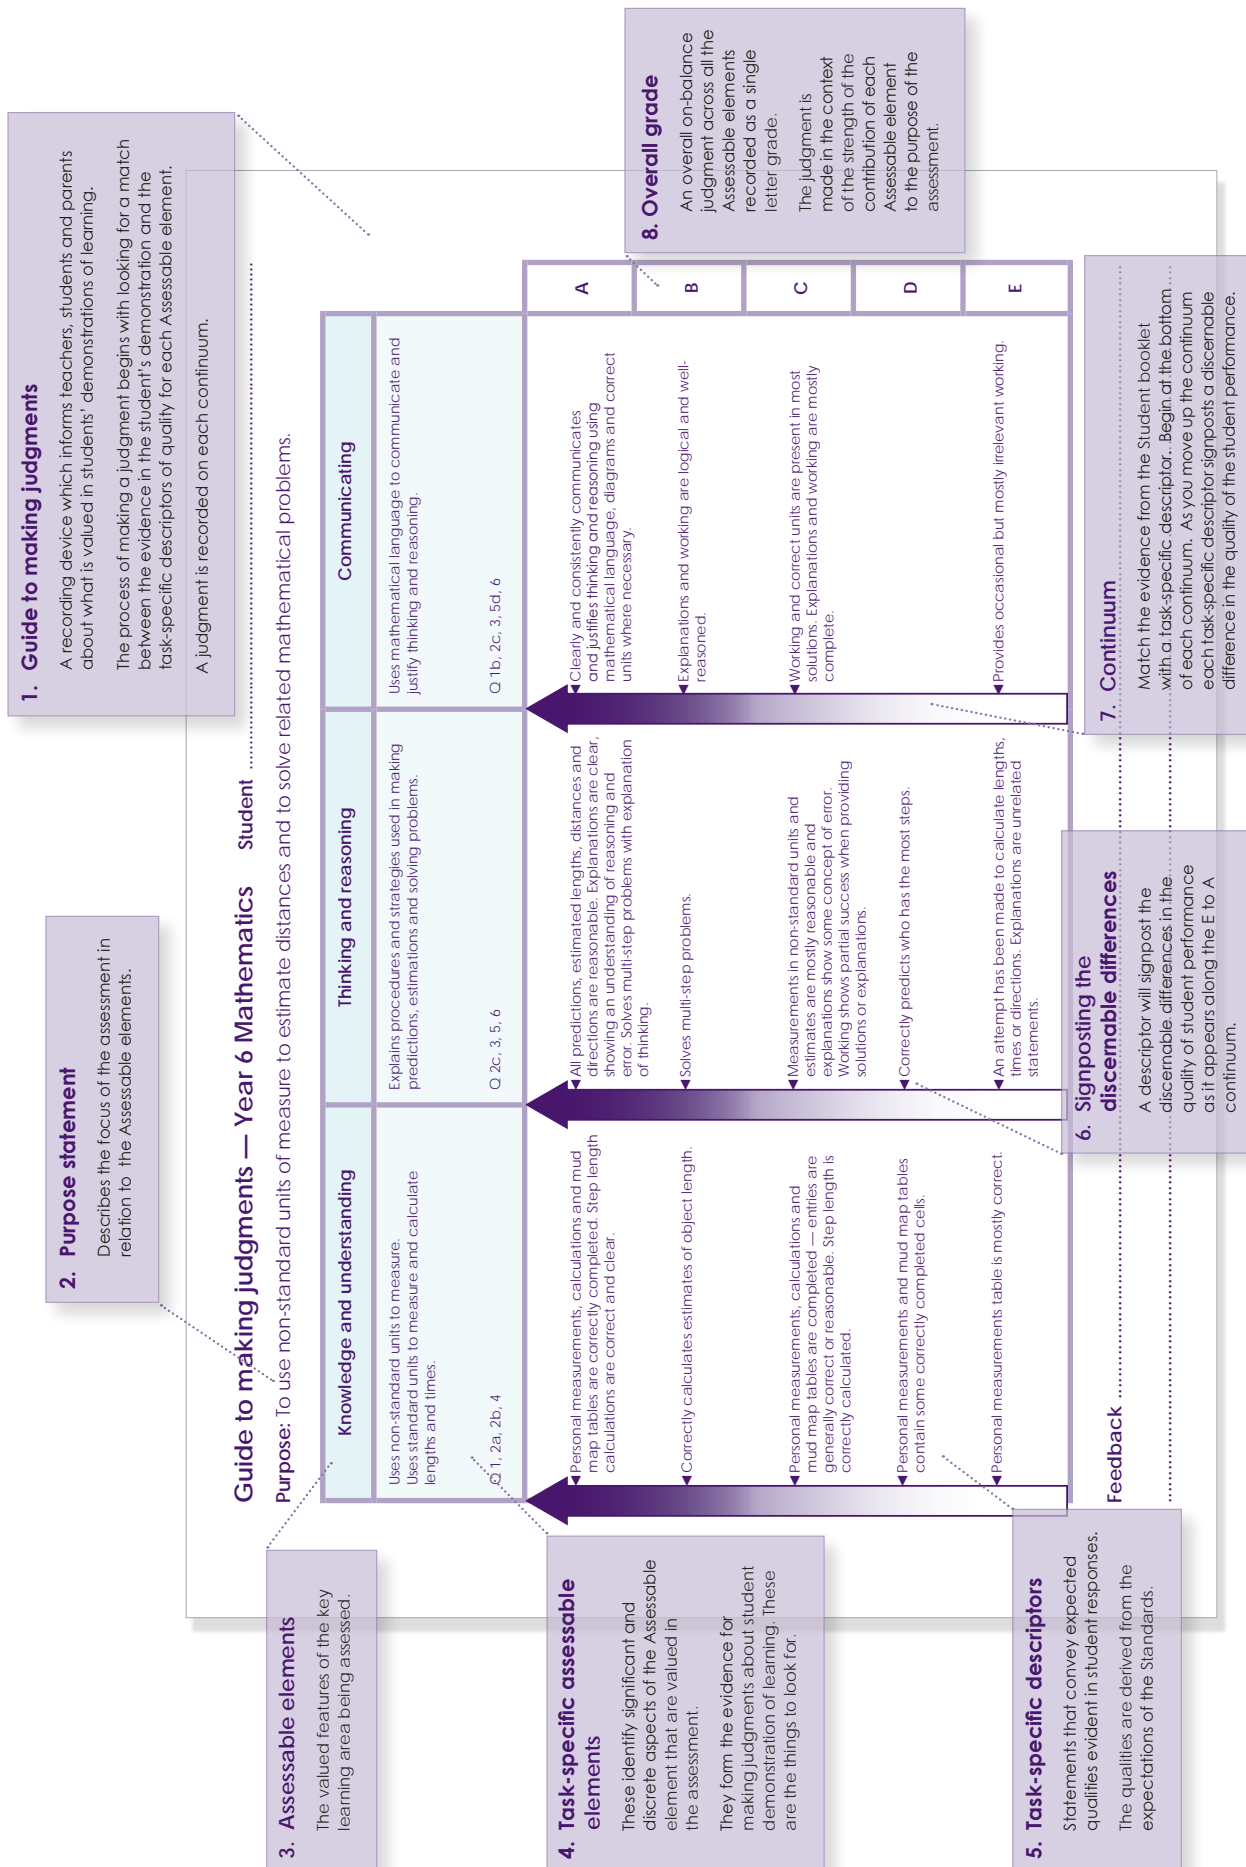 1. Guide to making judgments
A recording device which informs teachers, students and parents
about what is valued in students' demonstrations of learning.
The process of making a judgment begins with looking for a match
between the evidence in the student's demonstration and the
task-specific descriptors of quality for each Assessable element.
A judgment is recorded on each continuum.
2. Purpose statement
Describes the focus of the assessment in
relation to the Assessable elements.
Guide to making judgments — Year 6 Mathematics Student
Purpose: To use non-standard units of measure to estimate distances and to solve related mathematical problems.
Knowledge and understanding
Uses non-standard units to measure.
Uses standard units to measure and calculate
lengths and times.
Q 1, 2a, 2b, 4
Personal measurements, calculations and mud
map tables are correctly completed. Step length
calculations are correct and clear.
Correctly calculates estimates of object length.
Personal measurements, calculations and
mud map tables are completed — entries are
generally correct or reasonable. Step length is
correctly calculated.
Personal measurements and mud map tables
contain some correctly completed cells.
Personal measurements table is mostly correct.
Thinking and reasoning
Explains procedures and strategies used in making
predictions, estimations and solving problems.
Q 2c, 3, 5, 6
All predictions, estimated lengths, distances and
directions are reasonable. Explanations are clear,
showing an understanding of reasoning and
error. Solves multi-step problems with explanation
of thinking.
Solves multi-step problems.
Measurements in non-standard units and
estimates are mostly reasonable and
explanations show some concept of error.
Working shows partial success when providing
solutions or explanations.
Correctly predicts who has the most steps.
An attempt has been made to calculate lengths,
times or directions. Explanations are unrelated
statements.
Communicating
Uses mathematical language to communicate and
justify thinking and reasoning.
Q 1b, 2c, 3, 5d, 6
Clearly and consistently communicates
and justifies thinking and reasoning using
mathematical language, diagrams and correct
units where necessary.
Explanations and working are logical and well-
reasoned.
Working and correct units are present in most
solutions. Explanations and working are mostly
complete.
Provides occasional but mostly irrelevant working.
A
B
C
D
E
Feedback
3. Assessable elements
The valued features of the key
learning area being assessed.
4. Task-specific assessable
elements
These identify significant and
discrete aspects of the Assessable
element that are valued in
the assessment.
They form the evidence for
making judgments about student
demonstration of learning. These
are the things to look for.
5. Task-specific descriptors
Statements that convey expected
qualities evident in student responses.
The qualities are derived from the
expectations of the Standards.
6. Signposting the
discernable differences
A descriptor will signpost the
discernable differences in the
quality of student performance
as it appears along the E to A
continuum.
7. Continuum
Match the evidence from the Student booklet
with a task-specific descriptor. Begin at the bottom
of each continuum. As you move up the continuum
each task-specific descriptor signposts a discernable
difference in the quality of the student performance.
8. Overall grade
An overall on-balance
judgment across all the
Assessable elements
recorded as a single
letter grade.
The judgment is
made in the context
of the strength of the
contribution of each
Assessable element
to the purpose of the
assessment.